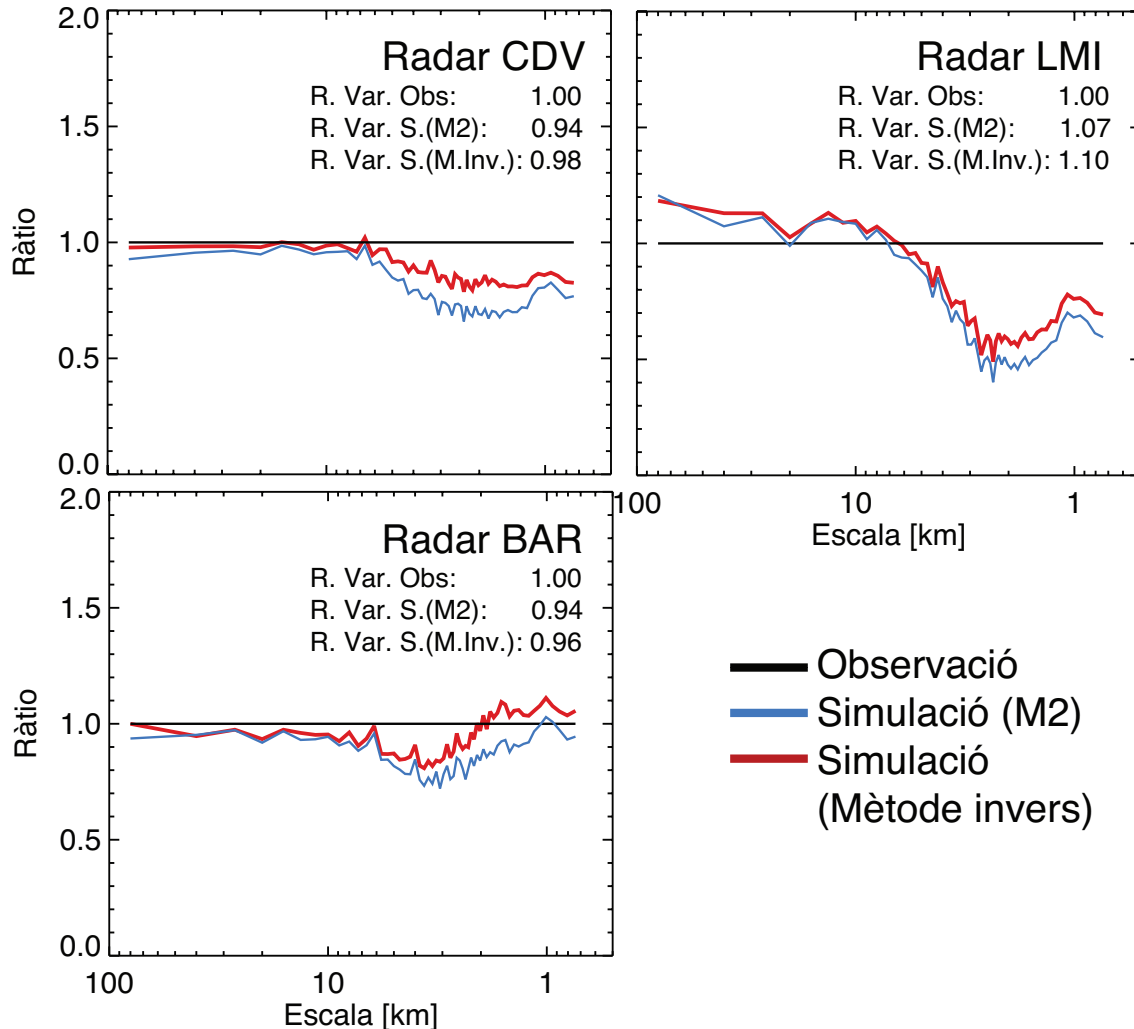 2.0
Radar CDV
R. Var. Obs: 1.00
R. Var. S.(M2): 0.94
R. Var. S.(M.Inv.): 0.98
1.5
Ràtio
1.0
0.5
0.0
Radar LMI
R. Var. Obs: 1.00
R. Var. S.(M2): 1.07
R. Var. S.(M.Inv.): 1.10
100 10 1
Escala [km]
2.0
Radar BAR
R. Var. Obs: 1.00
R. Var. S.(M2): 0.94
R. Var. S.(M.Inv.): 0.96
1.5
Ràtio
1.0
0.5
0.0
100 10 1
Escala [km]
Observació
Simulació (M2)
Simulació
(Mètode invers)